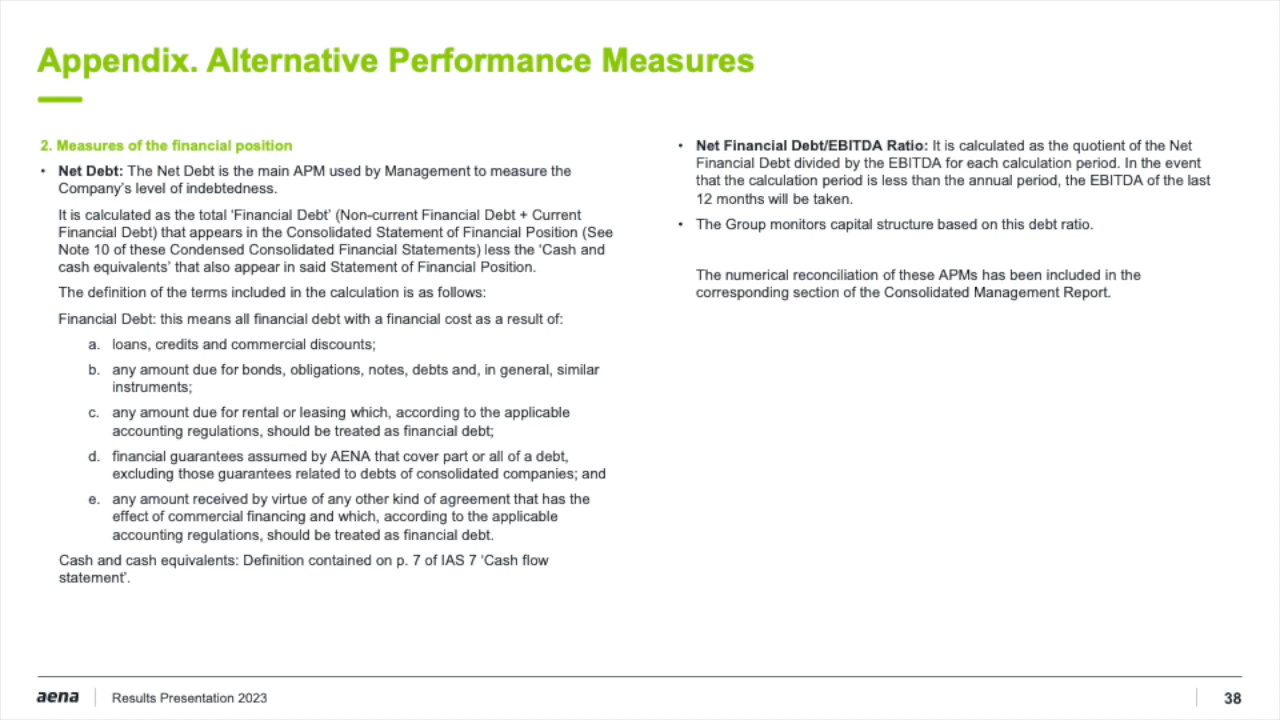 Appendix. Alternative Performance Measures
2. Measures of the financial position
• Net Debt: The Net Debt is the main APM used by Management to measure the
Company's level of indebtedness.
It is calculated as the total 'Financial Debt' (Non-current Financial Debt + Current
Financial Debt) that appears in the Consolidated Statement of Financial Position (See
Note 10 of these Condensed Consolidated Financial Statements) less the 'Cash and
cash equivalents' that also appear in said Statement of Financial Position.
The definition of the terms included in the calculation is as follows:
Financial Debt: this means all financial debt with a financial cost as a result of:
a. loans, credits and commercial discounts;
b. any amount due for bonds, obligations, notes, debts and, in general, similar
instruments;
c. any amount due for rental or leasing which, according to the applicable
accounting regulations, should be treated as financial debt;
d. financial guarantees assumed by AENA that cover part or all of a debt,
excluding those guarantees related to debts of consolidated companies; and
e. any amount received by virtue of any other kind of agreement that has the
effect of commercial financing and which, according to the applicable
accounting regulations, should be treated as financial debt.
Cash and cash equivalents: Definition contained on p. 7 of IAS 7 'Cash flow
statement'.
• Net Financial Debt/EBITDA Ratio: It is calculated as the quotient of the Net
Financial Debt divided by the EBITDA for each calculation period. In the event
that the calculation period is less than the annual period, the EBITDA of the last
12 months will be taken.
• The Group monitors capital structure based on this debt ratio.
The numerical reconciliation of these APMs has been included in the
corresponding section of the Consolidated Management Report.
aena
Results Presentation 2023
38